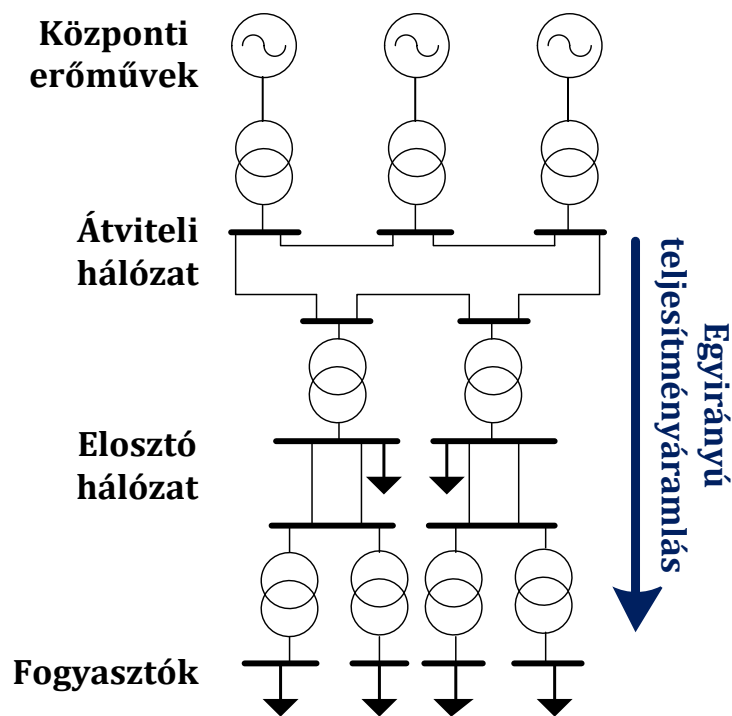 Központi
erőművek
Átviteli
hálózat
Egyirányú
teljesítményáramlás
Elosztó
hálózat
Fogyasztók